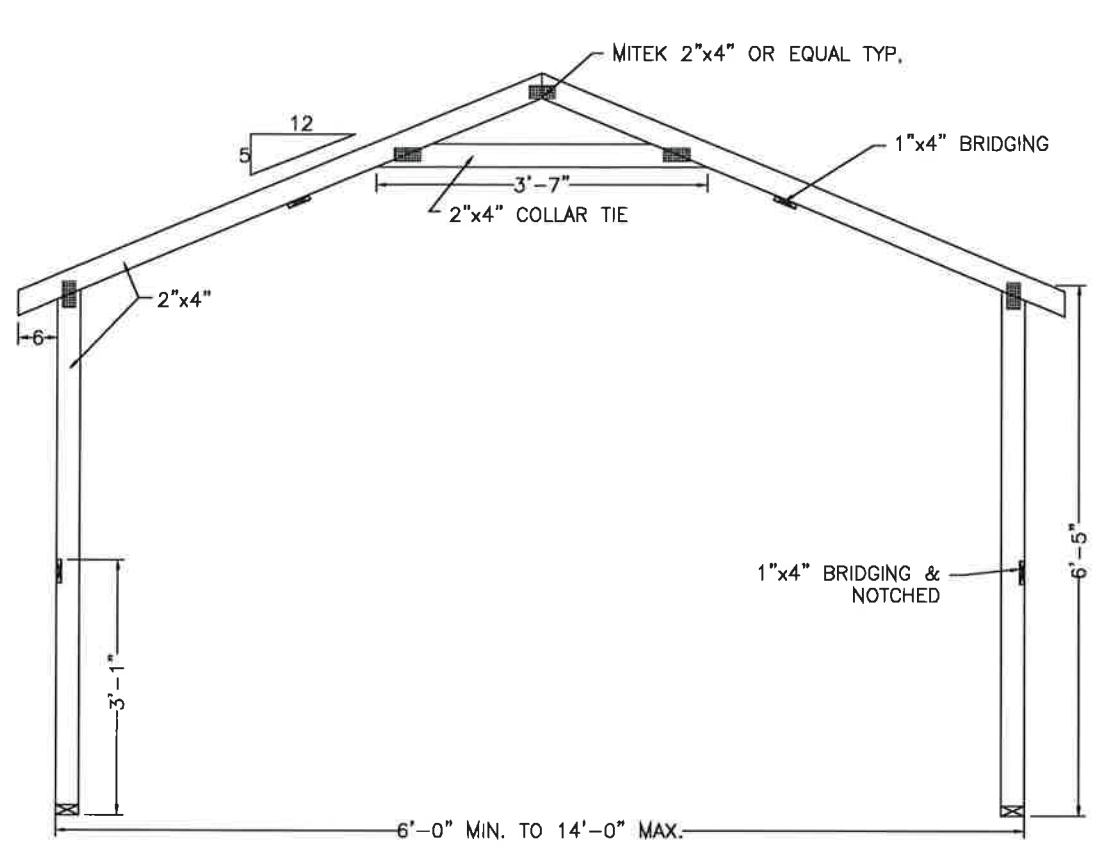 MITEK 2"x4" OR EQUAL TYP.
12
5
1"x4" BRIDGING
3'-7"
2"x4" COLLAR TIE
2"x4"
6
1"x4" BRIDGING &
NOTCHED
6'-5"
3'-1"
6'-0" MIN. TO 14'-0" MAX.